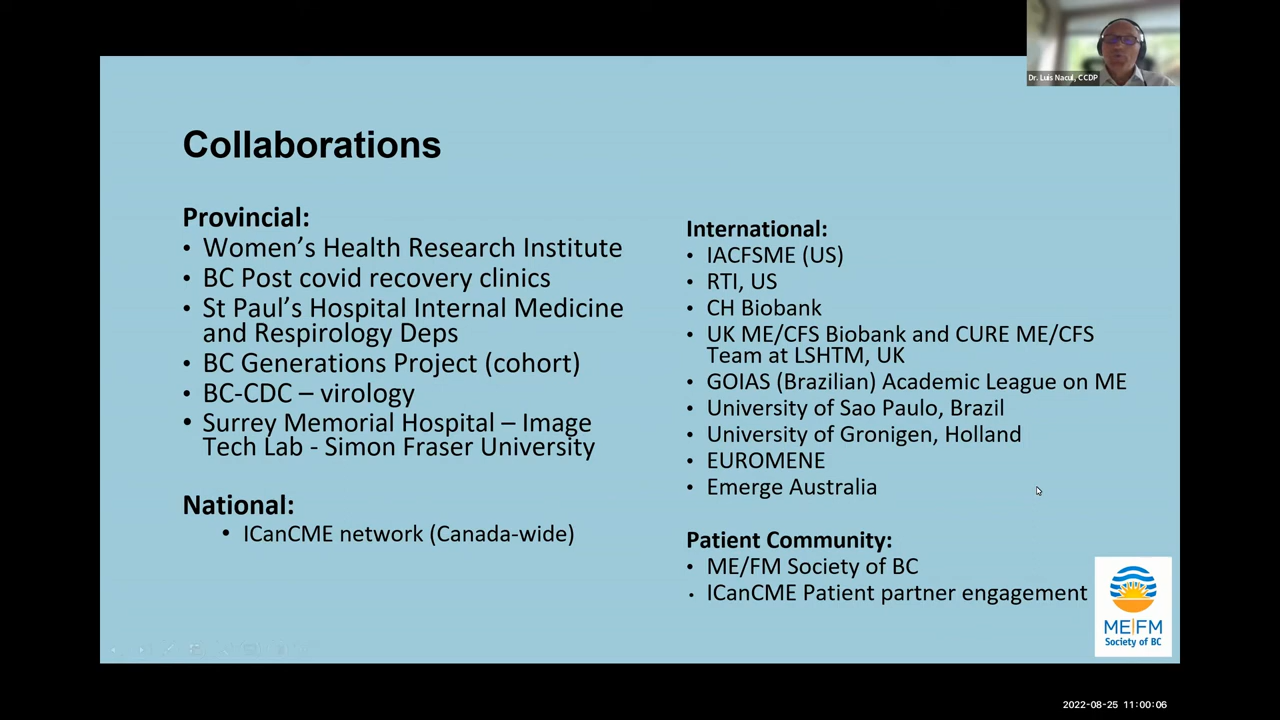 Dr. Luis Nacul, CCDP
Collaborations
Provincial:
• Women’s Health Research Institute
• BC Post covid recovery clinics
• St Paul’s Hospital Internal Medicine
and Respirology Deps
• BC Generations Project (cohort)
• BC-CDC – virology
• Surrey Memorial Hospital – Image
Tech Lab - Simon Fraser University
National:
• ICanCME network (Canada-wide)
International:
• IACFSME (US)
• RTI, US
• CH Biobank
• UK ME/CFS Biobank and CURE ME/CFS
Team at LSHTM, UK
• GOIAS (Brazilian) Academic League on ME
• University of Sao Paulo, Brazil
• University of Gronigen, Holland
• EUROMENE
• Emerge Australia
Patient Community:
• ME/FM Society of BC
• ICanCME Patient partner engagement
ME|FM
Society of BC
2022-08-25 11:00:06